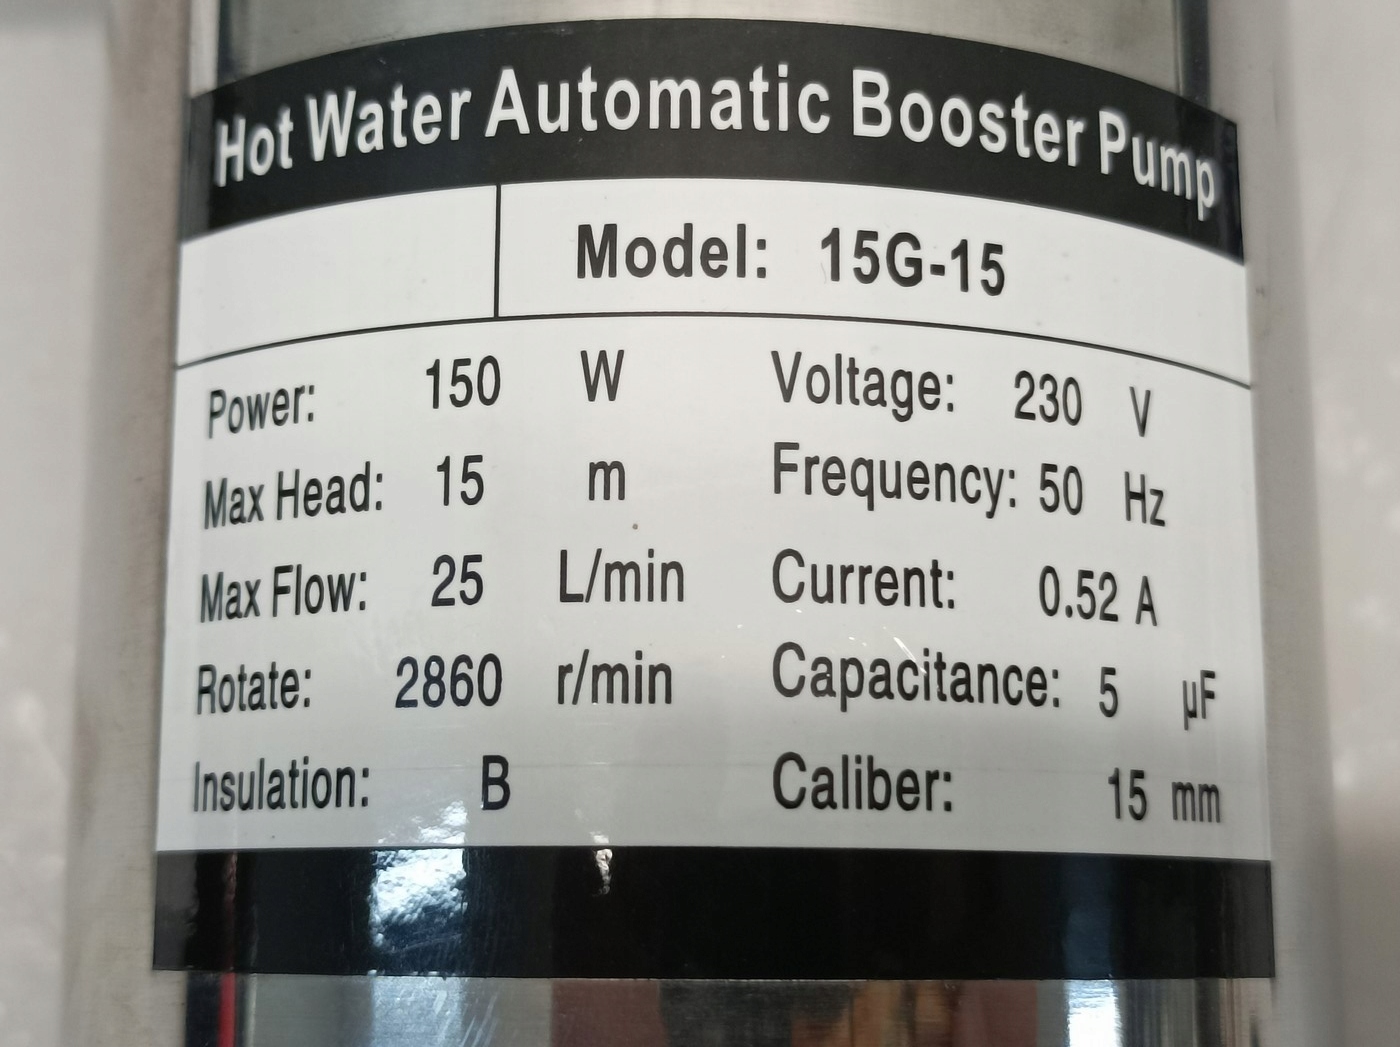 Hot Water Automatic Booster Pump
Model: 15G-15
Power: 150 W Voltage: 230 V
Max Head: 15 m Frequency: 50 Hz
Max Flow: 25 L/min Current: 0.52 A
Rotate: 2860 r/min Capacitance: 5 µF
Insulation: B Caliber: 15 mm